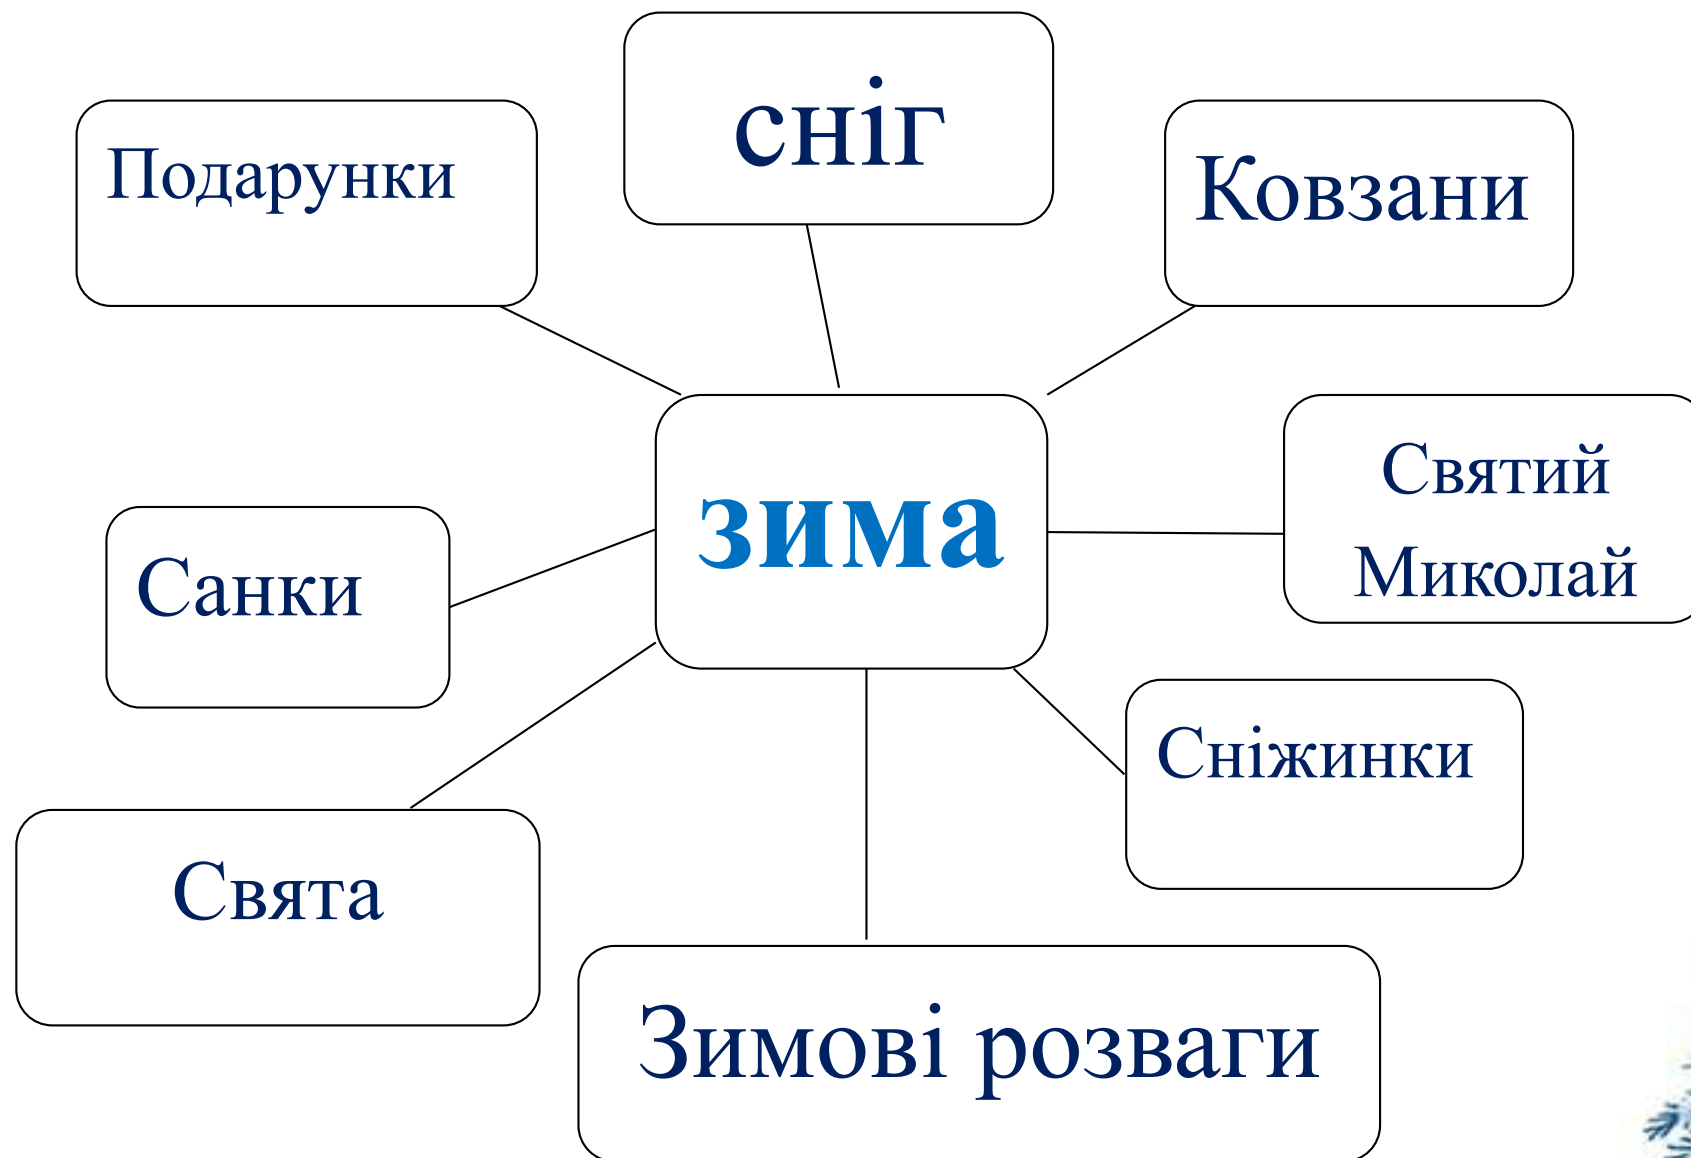 сніг
Подарунки
Ковзани
Святий
Миколай
зима
Санки
Сніжинки
Свята
Зимові розваги